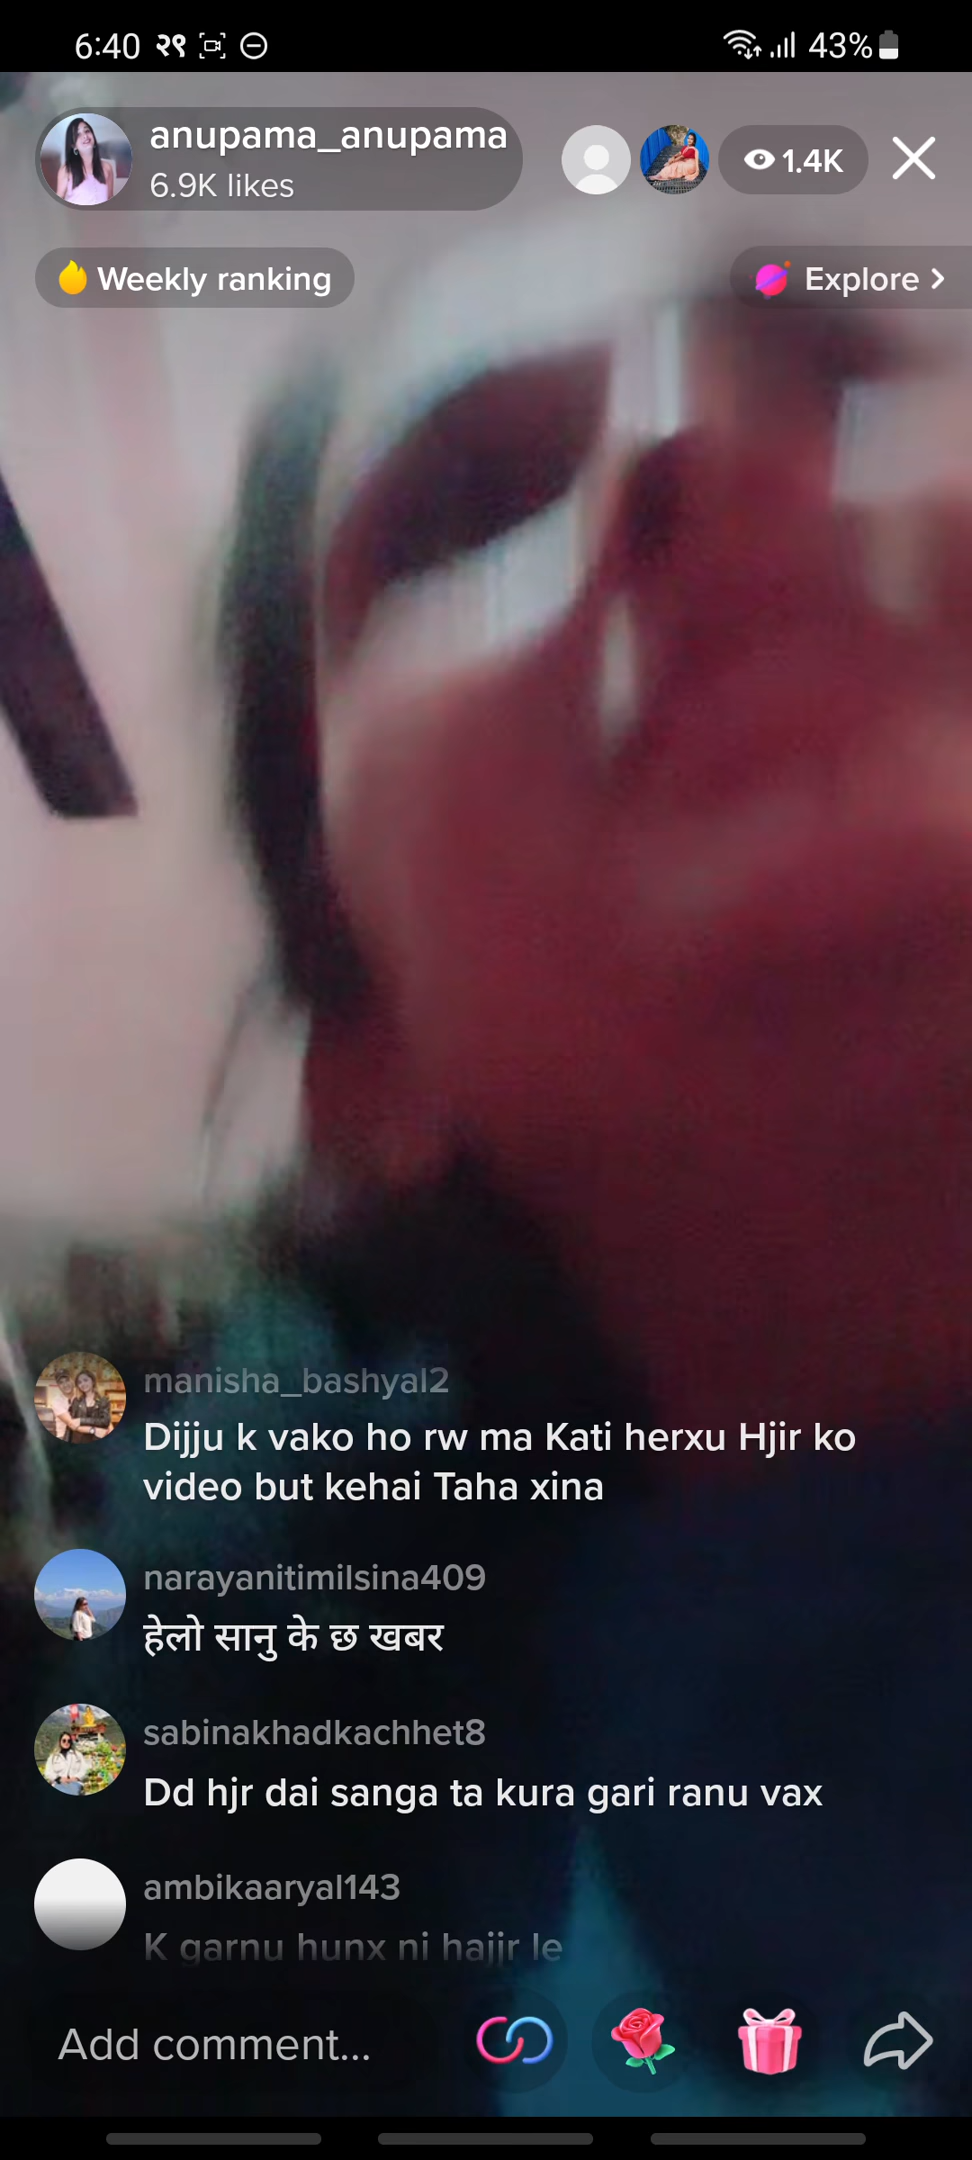 6:40 २९ 43%
anupama_anupama
6.9K likes
1.4K
Weekly ranking
Explore
manisha_bashyal2
Dijju k vako ho rw ma Kati herxu Hjir ko
video but kehai Taha xina
narayanitimilsina409
हेलो सानु के छ खबर
sabinakhadkachhet8
Dd hjr dai sanga ta kura gari ranu vax
ambikaaryal143
K garnu hunx ni hajjr le
Add comment...